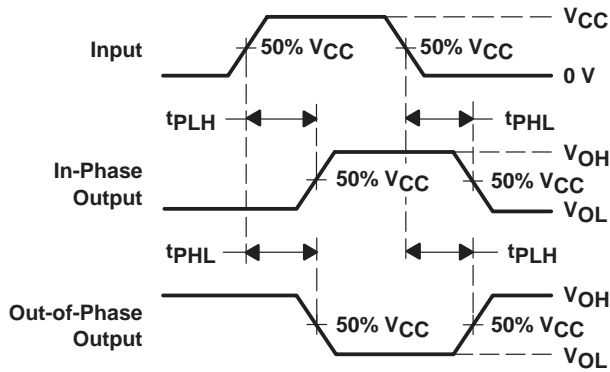 VCC
Input
50% VCC
50% VCC
0 V
tPLH
tPHL
In-Phase
Output
VOH
50% VCC
50% VCC
VOL
tPHL
tPLH
Out-of-Phase
Output
VOH
50% VCC
50% VCC
VOL